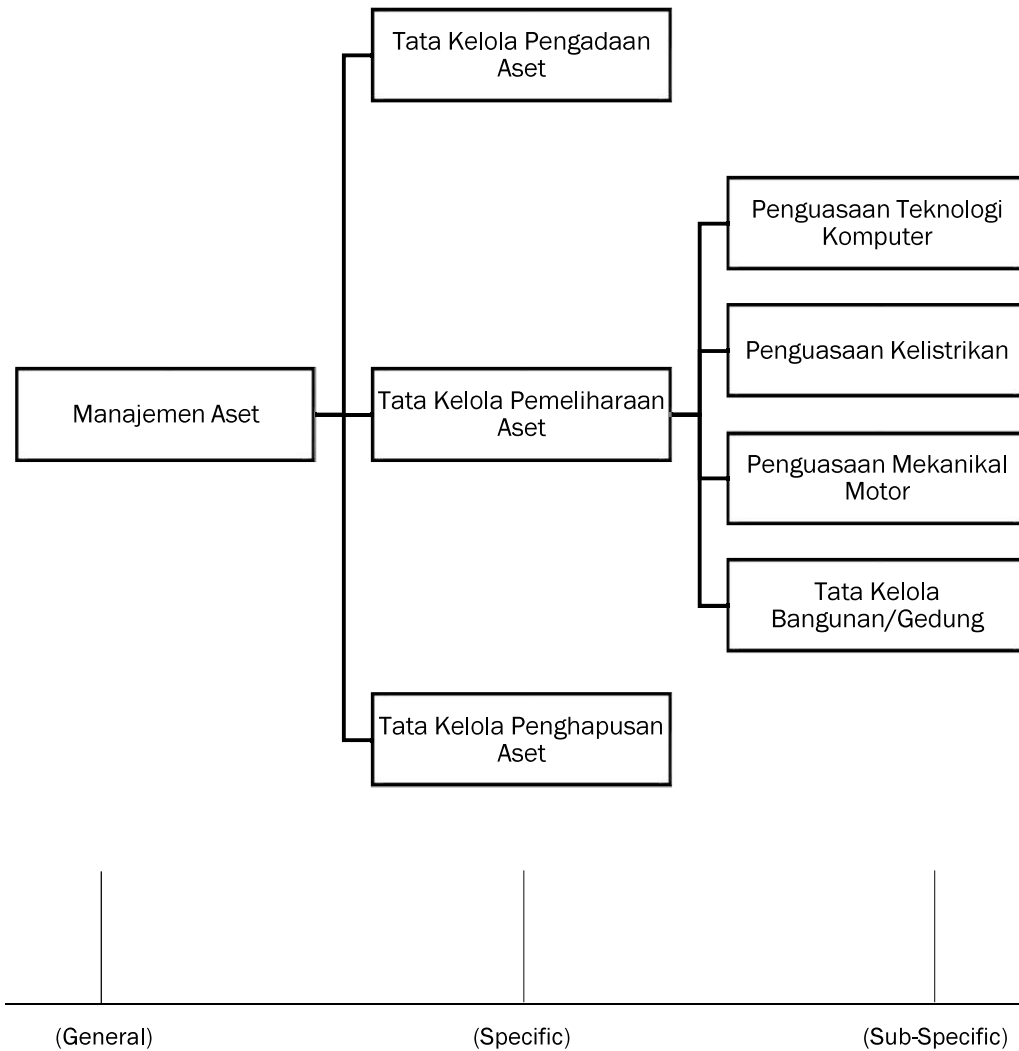 Tata Kelola Pengadaan
Aset
Penguasaan Teknologi
Komputer
Penguasaan Kelistrikan
Manajemen Aset
Tata Kelola Pemeliharaan
Aset
Penguasaan Mekanikal
Motor
Tata Kelola
Bangunan/Gedung
Tata Kelola Penghapusan
Aset
(General)
(Specific)
(Sub-Specific)